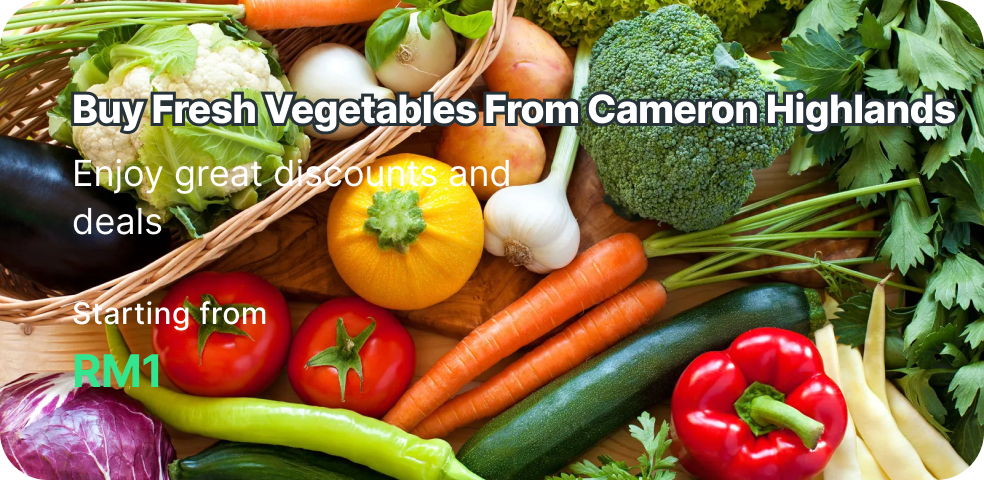 Buy Fresh Vegetables From Cameron Highlands
Enjoy great discounts and
deals
Starting from
RM1